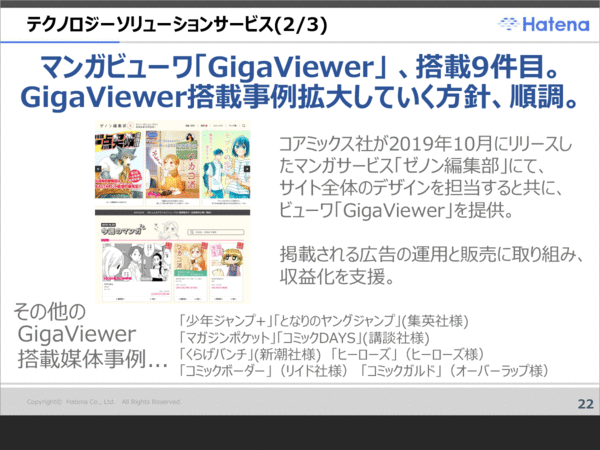 テクノロジーソリューションサービス(2/3)
Hatena
マンガビューワ｢GigaViewer｣ 、搭載9件目。
GigaViewer搭載事例拡大していく方針、順調。
コアミックス社が2019年10月にリリースし
たマンガサービス｢ゼノン編集部｣にて、
サイト全体のデザインを担当すると共に、
ビューワ｢GigaViewer｣を提供。
掲載される広告の運用と販売に取り組み、
収益化を支援。
今週のマンガ
その他の
GigaViewer
搭載媒体事例...
｢少年ジャンプ+｣｢となりのヤングジャンプ｣(集英社様)
｢マガジンポケット｣｢コミックDAYS｣(講談社様)
｢くらげバンチ｣(新潮社様) ｢ヒーローズ｣（ヒーローズ様）
｢コミックボーダー｣（リイド社様） ｢コミックガルド｣（オーバーラップ様）
Copyright© Hatena Co., Ltd. All Rights Reserved.
22